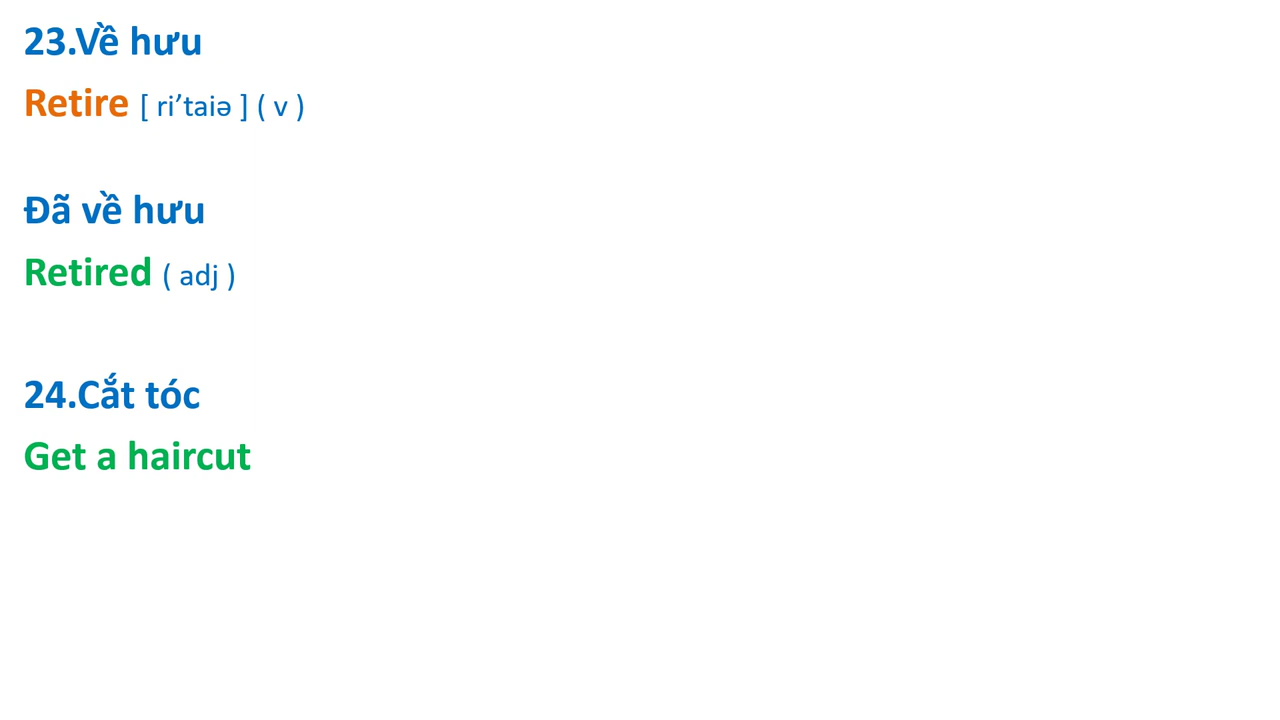 23.Về hưu
Retire [ ri’taiə ] ( v )
Đã về hưu
Retired ( adj )
24.Cắt tóc
Get a haircut